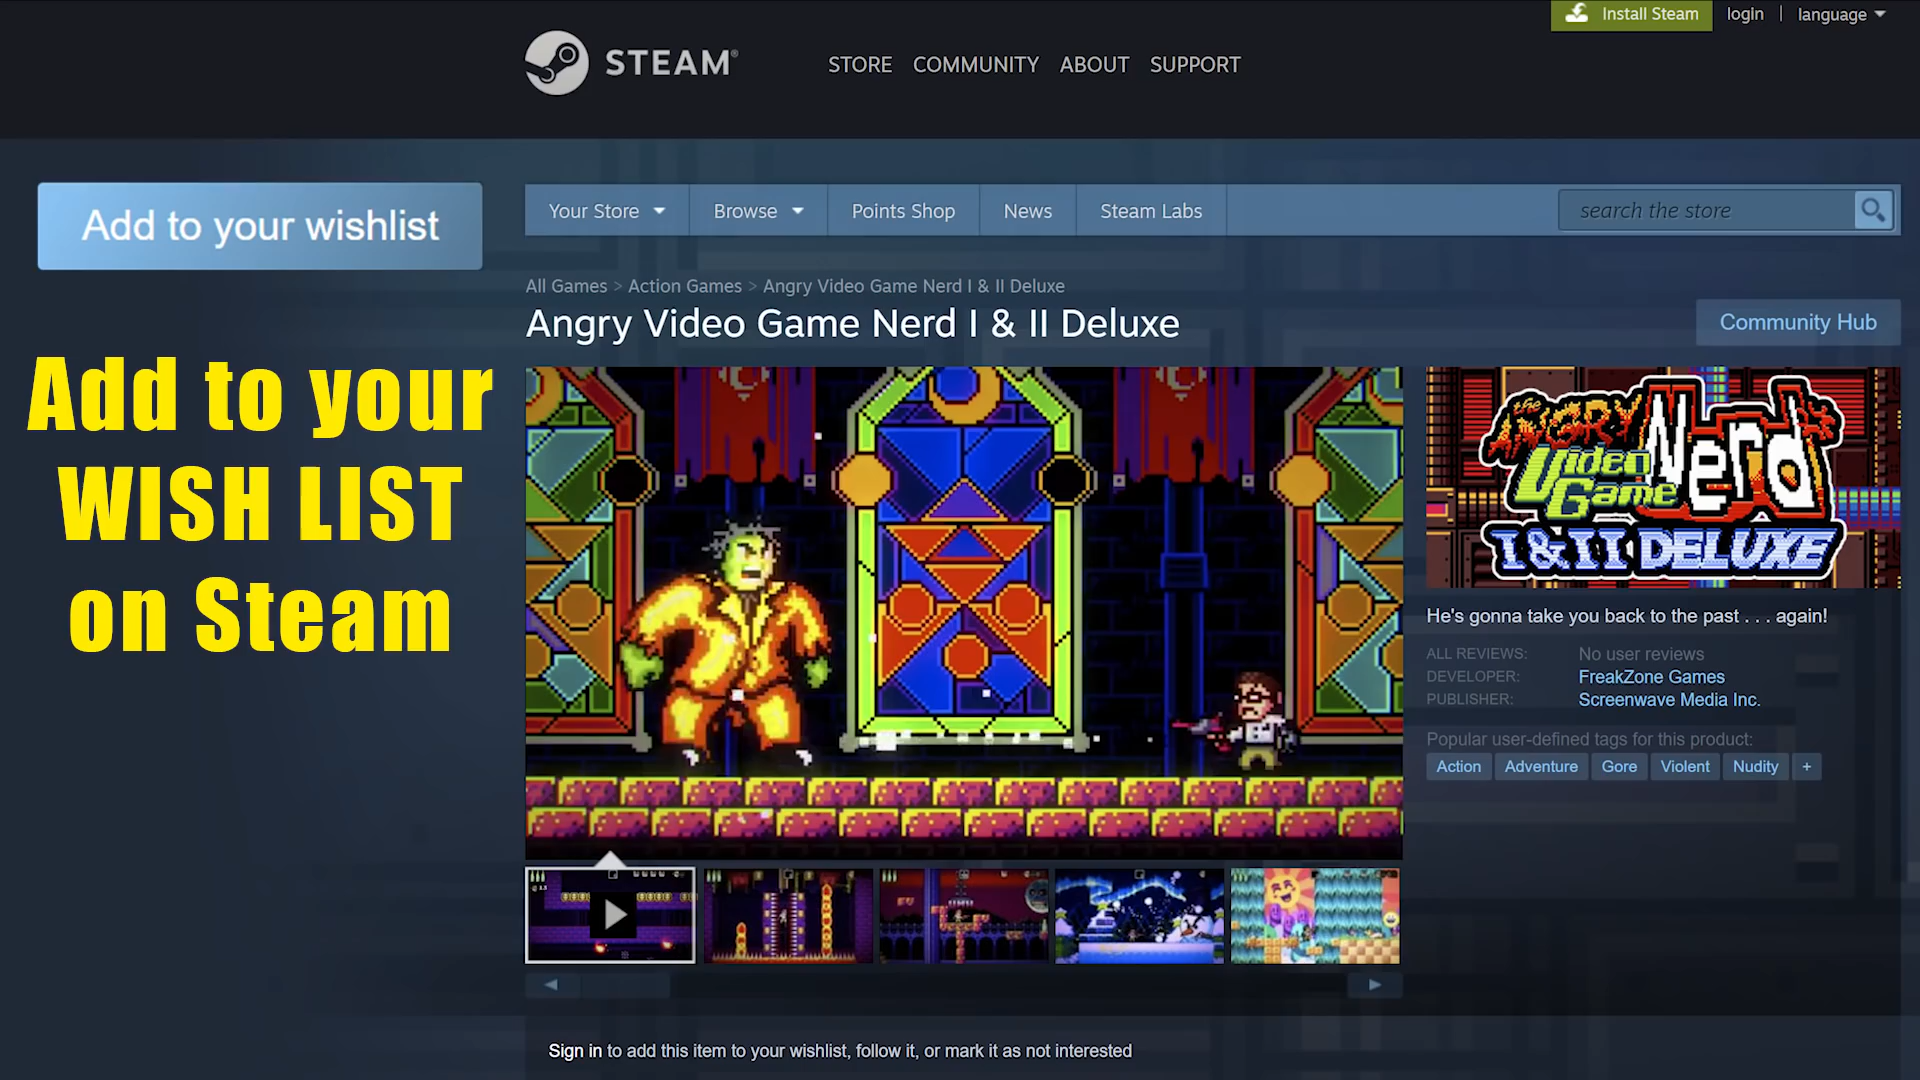 Install Steam
login
language
STEAM®
STORE
COMMUNITY
ABOUT
SUPPORT
Add to your wishlist
Your Store
Browse
Points Shop
News
Steam Labs
search the store
All Games > Action Games > Angry Video Game Nerd I & II Deluxe
Angry Video Game Nerd I & II Deluxe
Community Hub
Add to your
WISH LIST
on Steam
the
ANGRY
Video
Game
Nerd
I & II DELUXE
He's gonna take you back to the past . . . again!
ALL REVIEWS: No user reviews
DEVELOPER: FreakZone Games
PUBLISHER: Screenwave Media Inc.
Popular user-defined tags for this product:
Action
Adventure
Gore
Violent
Nudity
+
Sign in to add this item to your wishlist, follow it, or mark it as not interested